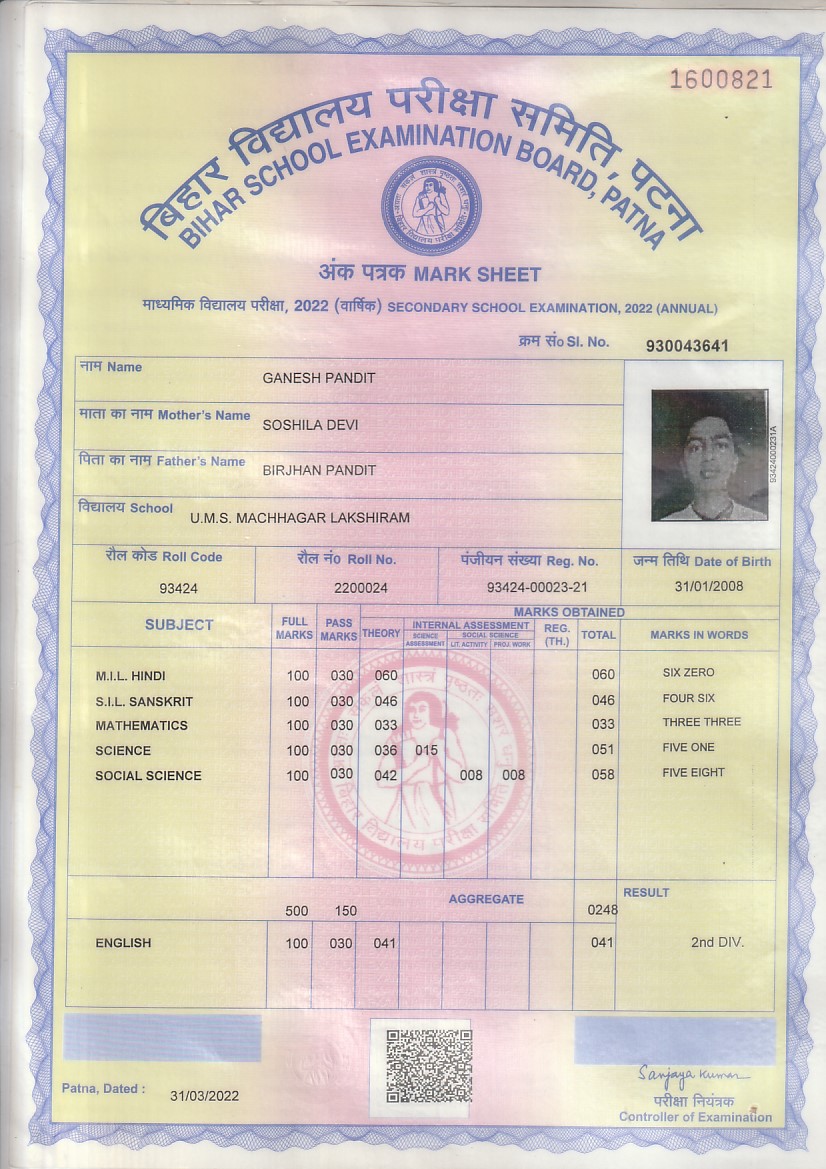 1600821
बिहार विद्यालय परीक्षा समिति, पटना
BIHAR SCHOOL EXAMINATION BOARD, PATNA
अंक पत्रक MARK SHEET
माध्यमिक विद्यालय परीक्षा, 2022 (वार्षिक) SECONDARY SCHOOL EXAMINATION, 2022 (ANNUAL)
क्रम सं० Sl. No. 930043641
नाम Name GANESH PANDIT
माता का नाम Mother's Name SOSHILA DEVI
पिता का नाम Father's Name BIRJHAN PANDIT
विद्यालय School U.M.S. MACHHAGAR LAKSHIRAM
93424000231A
रौल कोड Roll Code रौल नं० Roll No. पंजीयन संख्या Reg. No. जन्म तिथि Date of Birth
93424 2200024 93424-00023-21 31/01/2008
SUBJECT FULL MARKS PASS MARKS THEORY MARKS OBTAINED INTERNAL ASSESSMENT SCIENCE ASSESSMENT SOCIAL SCIENCE LIT. ACTIVITY PROJ. WORK REG. (TH.) TOTAL MARKS IN WORDS
M.I.L. HINDI 100 030 060 060 SIX ZERO
S.I.L. SANSKRIT 100 030 046 046 FOUR SIX
MATHEMATICS 100 030 033 033 THREE THREE
SCIENCE 100 030 036 015 051 FIVE ONE
SOCIAL SCIENCE 100 030 042 008 008 058 FIVE EIGHT
बिहार विद्यालय परीक्षा समिति
500 150 AGGREGATE 0248 RESULT
ENGLISH 100 030 041 041 2nd DIV.
Patna, Dated : 31/03/2022
Sanjaya Kumar
परीक्षा नियंत्रक
Controller of Examination